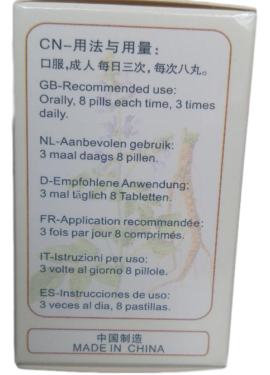 CN-用法与用量：
口服,成人 每日三次，每次八丸。
GB-Recommended use:
Orally, 8 pills each time, 3 times
daily.
NL-Aanbevolen gebruik:
3 maal daags 8 pillen.
D-Empfohlene Anwendung:
3 mal täglich 8 Tabletten.
FR-Application recommandée:
3 fois par jour 8 comprimés.
IT-Istruzioni per uso:
3 volte al giorno 8 pillole.
ES-Instrucciones de uso:
3 veces al dia, 8 pastillas.
中国制造
MADE IN CHINA